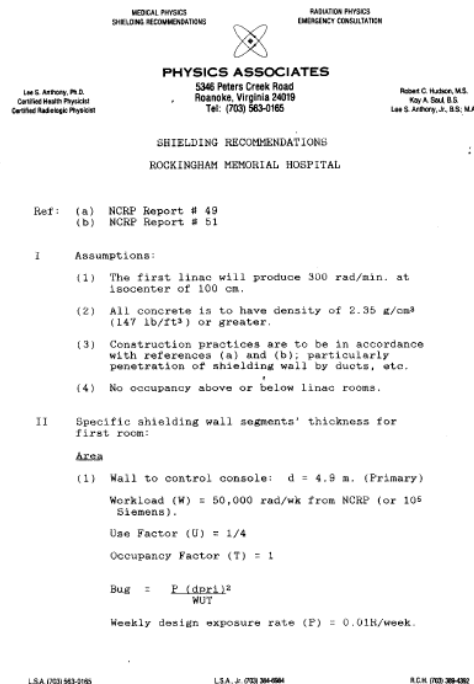 MEDICAL PHYSICS
SHIELDING RECOMMENDATIONS
RADIATION PHYSICS
EMERGENCY CONSULTATION
PHYSICS ASSOCIATES
5346 Peters Creek Road
Roanoke, Virginia 24019
Tel: (703) 563-0165
Lee S. Anthony, Ph.D.
Certified Health Physicist
Certified Radiologic Physicist
Robert C. Hudson, M.S.
Kay A. Saul, B.S.
Lee S. Anthony, Jr., B.S.; M.A.
SHIELDING RECOMMENDATIONS
ROCKINGHAM MEMORIAL HOSPITAL
Ref: (a) NCRP Report # 49
(b) NCRP Report # 51
I Assumptions:
(1) The first linac will produce 300 rad/min. at
isocenter of 100 cm.
(2) All concrete is to have density of 2.35 g/cm³
(147 lb/ft³) or greater.
(3) Construction practices are to be in accordance
with references (a) and (b); particularly
penetration of shielding wall by ducts, etc.
(4) No occupancy above or below linac rooms.
II Specific shielding wall segments' thickness for
first room:
Area
(1) Wall to control console: d = 4.9 m. (Primary)
Workload (W) = 50,000 rad/wk from NCRP (or 10⁵
Siemens).
Use Factor (U) = 1/4
Occupancy Factor (T) = 1
Bug = P (dpri)²
WUT
Weekly design exposure rate (P) = 0.01R/week.
L.S.A. (703) 563-0165
L.S.A., Jr. (703) 384-6984
R.C.H. (703) 389-4392